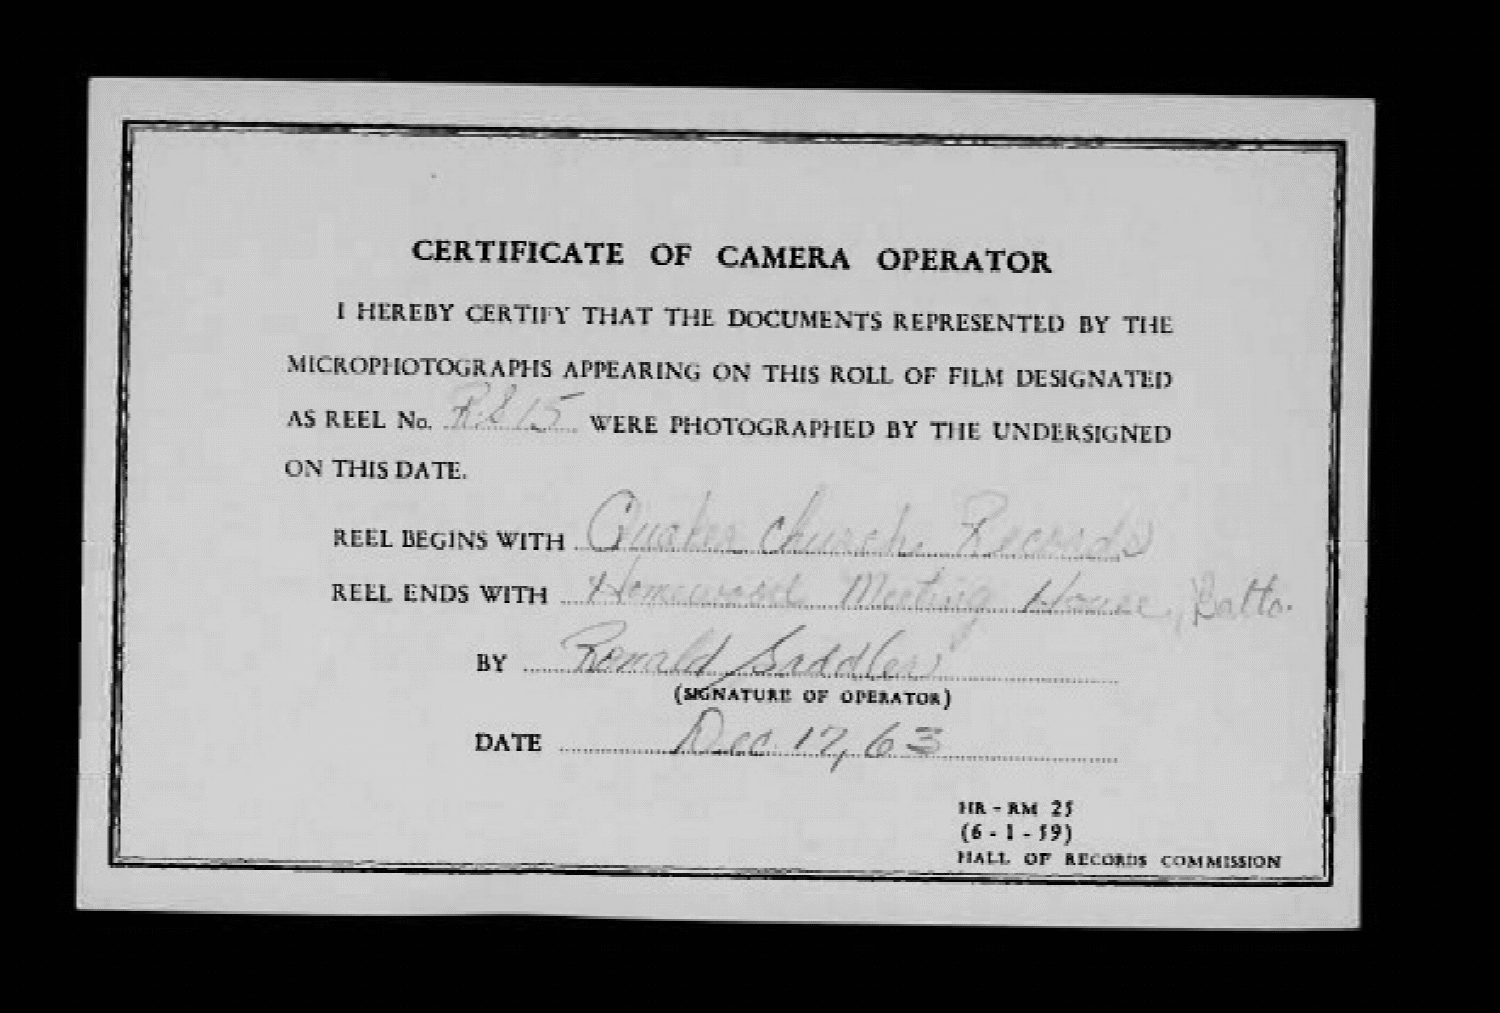 CERTIFICATE OF CAMERA OPERATOR
I HEREBY CERTIFY THAT THE DOCUMENTS REPRESENTED BY THE
MICROPHOTOGRAPHS APPEARING ON THIS ROLL OF FILM DESIGNATED
AS REEL No. WERE PHOTOGRAPHED BY THE UNDERSIGNED
ON THIS DATE.
REEL BEGINS WITH Quaker Church Records
REEL ENDS WITH Homewood Meeting House, Balto.
BY Ronald Saddler
(SIGNATURE OF OPERATOR)
DATE Dec. 17, 63
HR - RM 25
(6 - 1 - 59)
HALL OF RECORDS COMMISSION